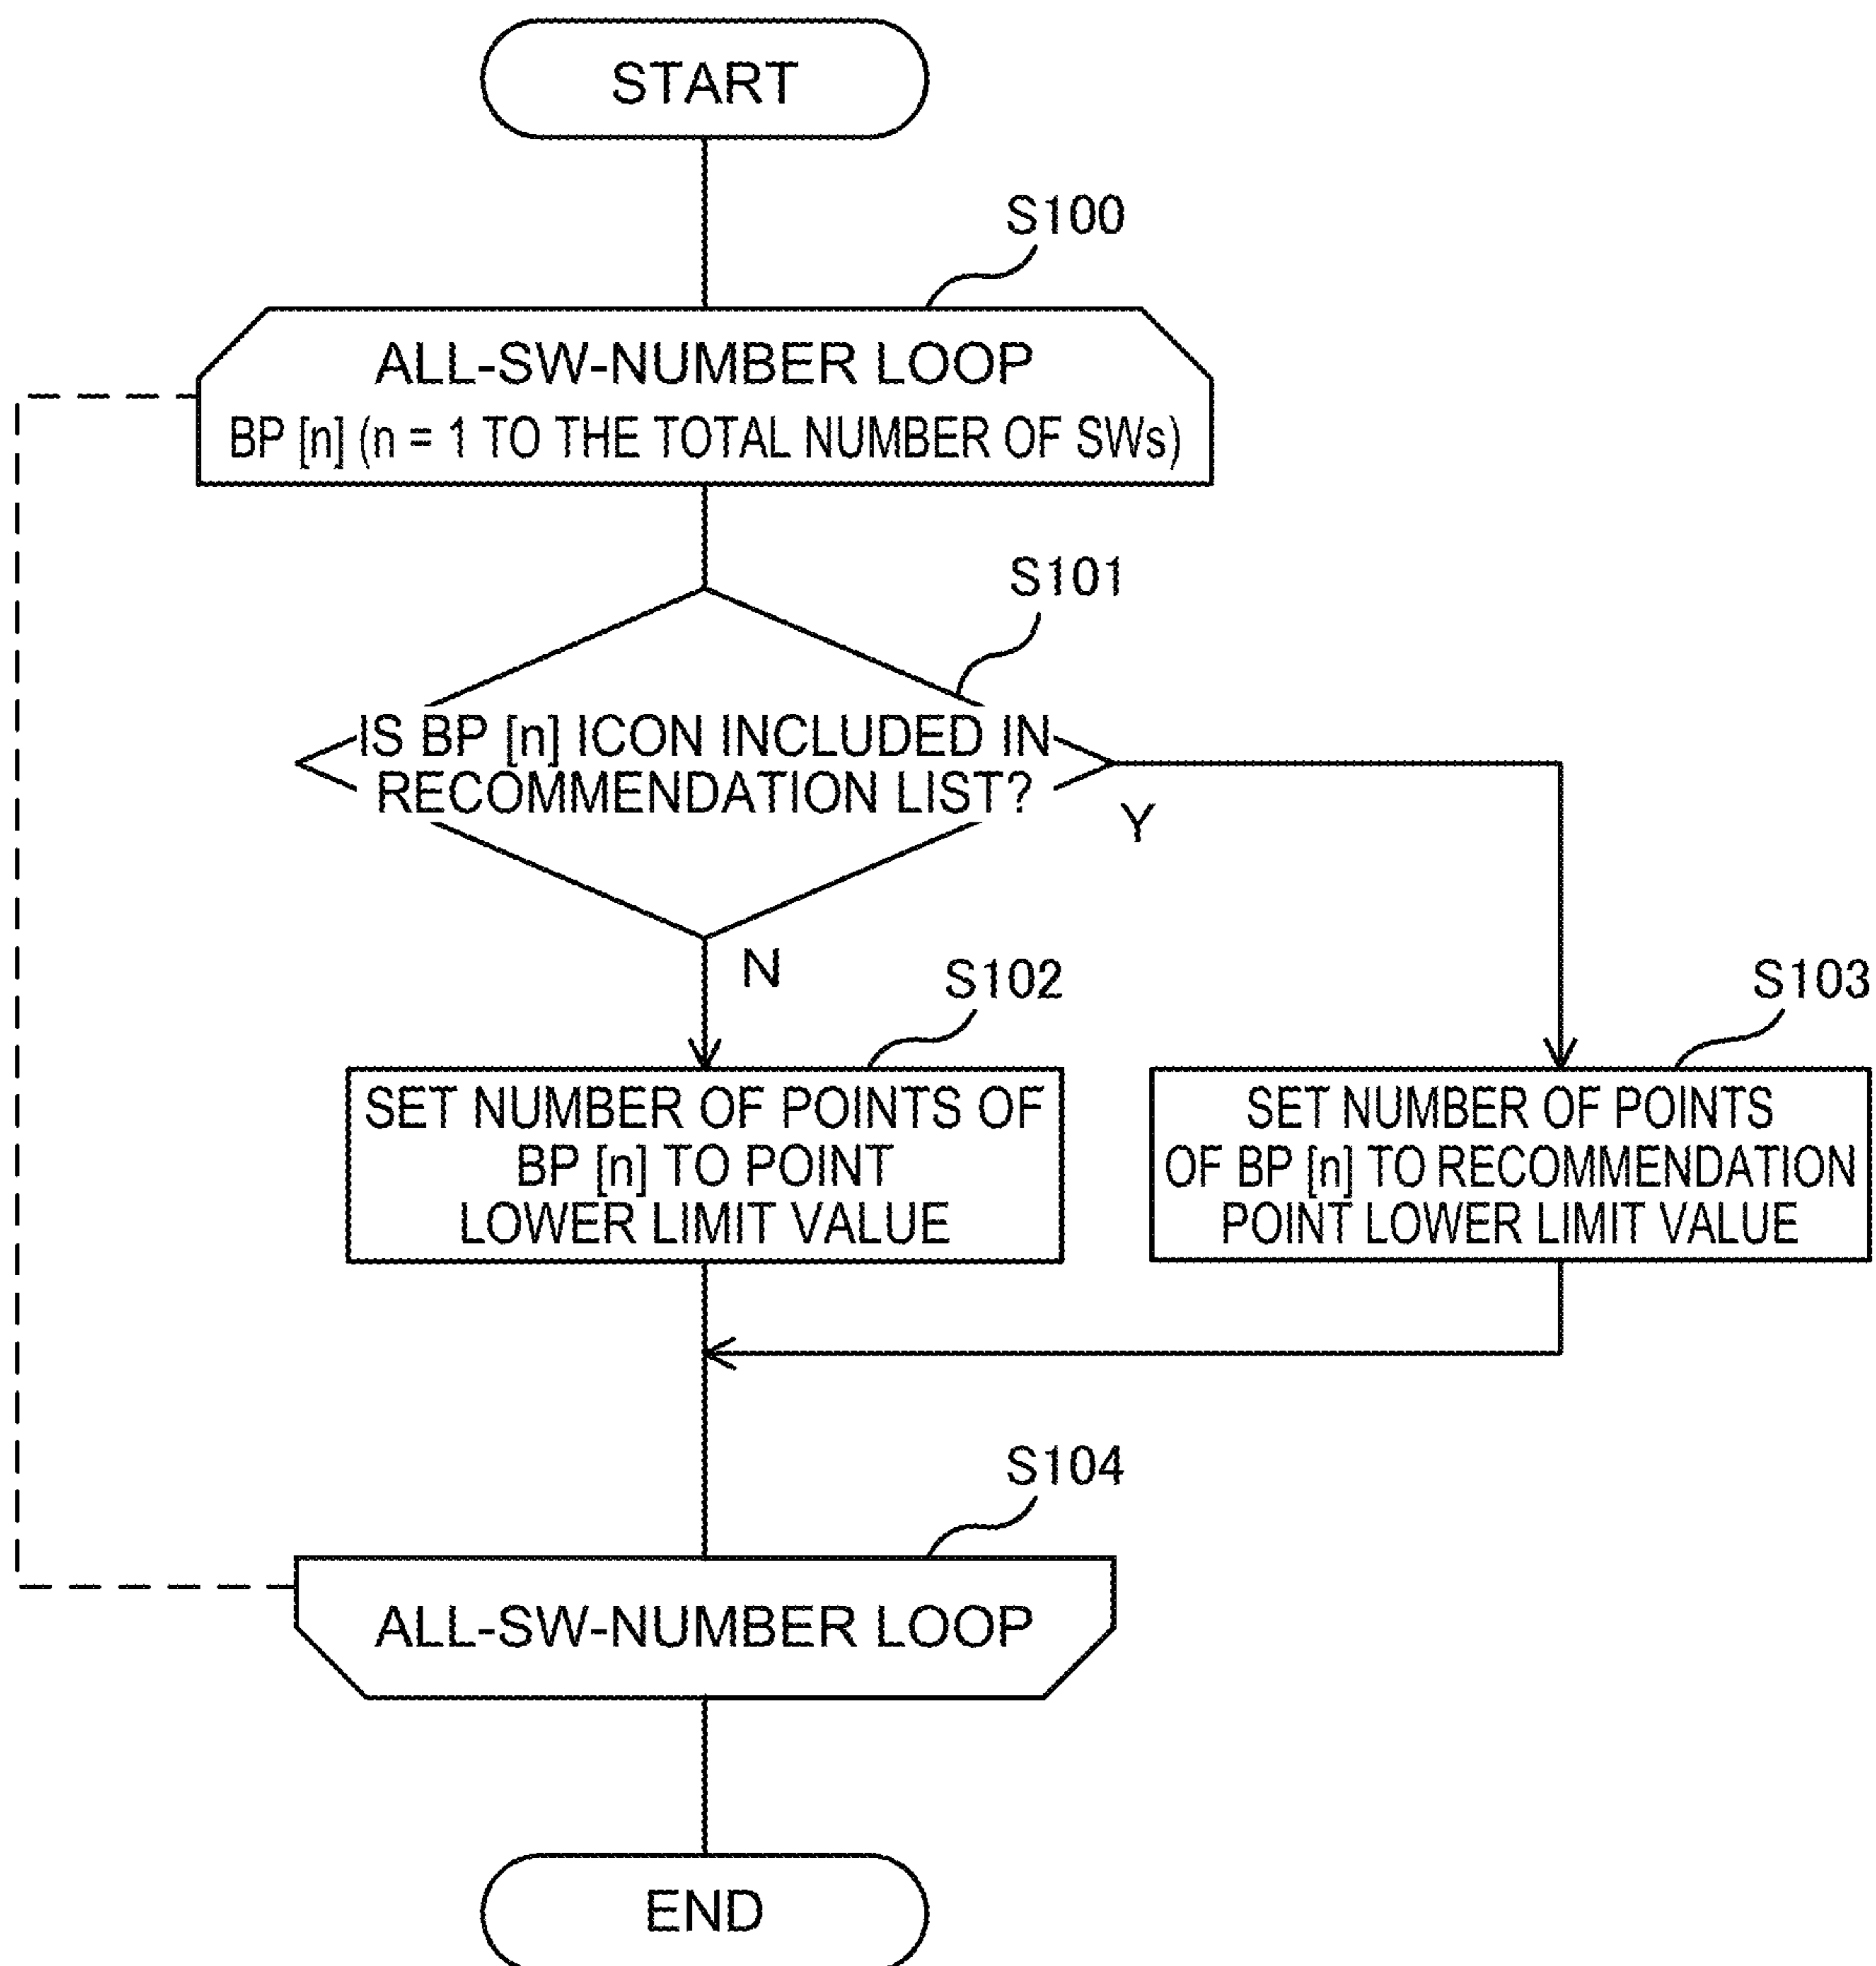 START
S100
ALL-SW-NUMBER LOOP
BP [n] (n = 1 TO THE TOTAL NUMBER OF SWs)
S101
IS BP [n] ICON INCLUDED IN
RECOMMENDATION LIST?
Y
N
S102
S103
SET NUMBER OF POINTS OF
BP [n] TO POINT
LOWER LIMIT VALUE
SET NUMBER OF POINTS
OF BP [n] TO RECOMMENDATION
POINT LOWER LIMIT VALUE
S104
ALL-SW-NUMBER LOOP
END